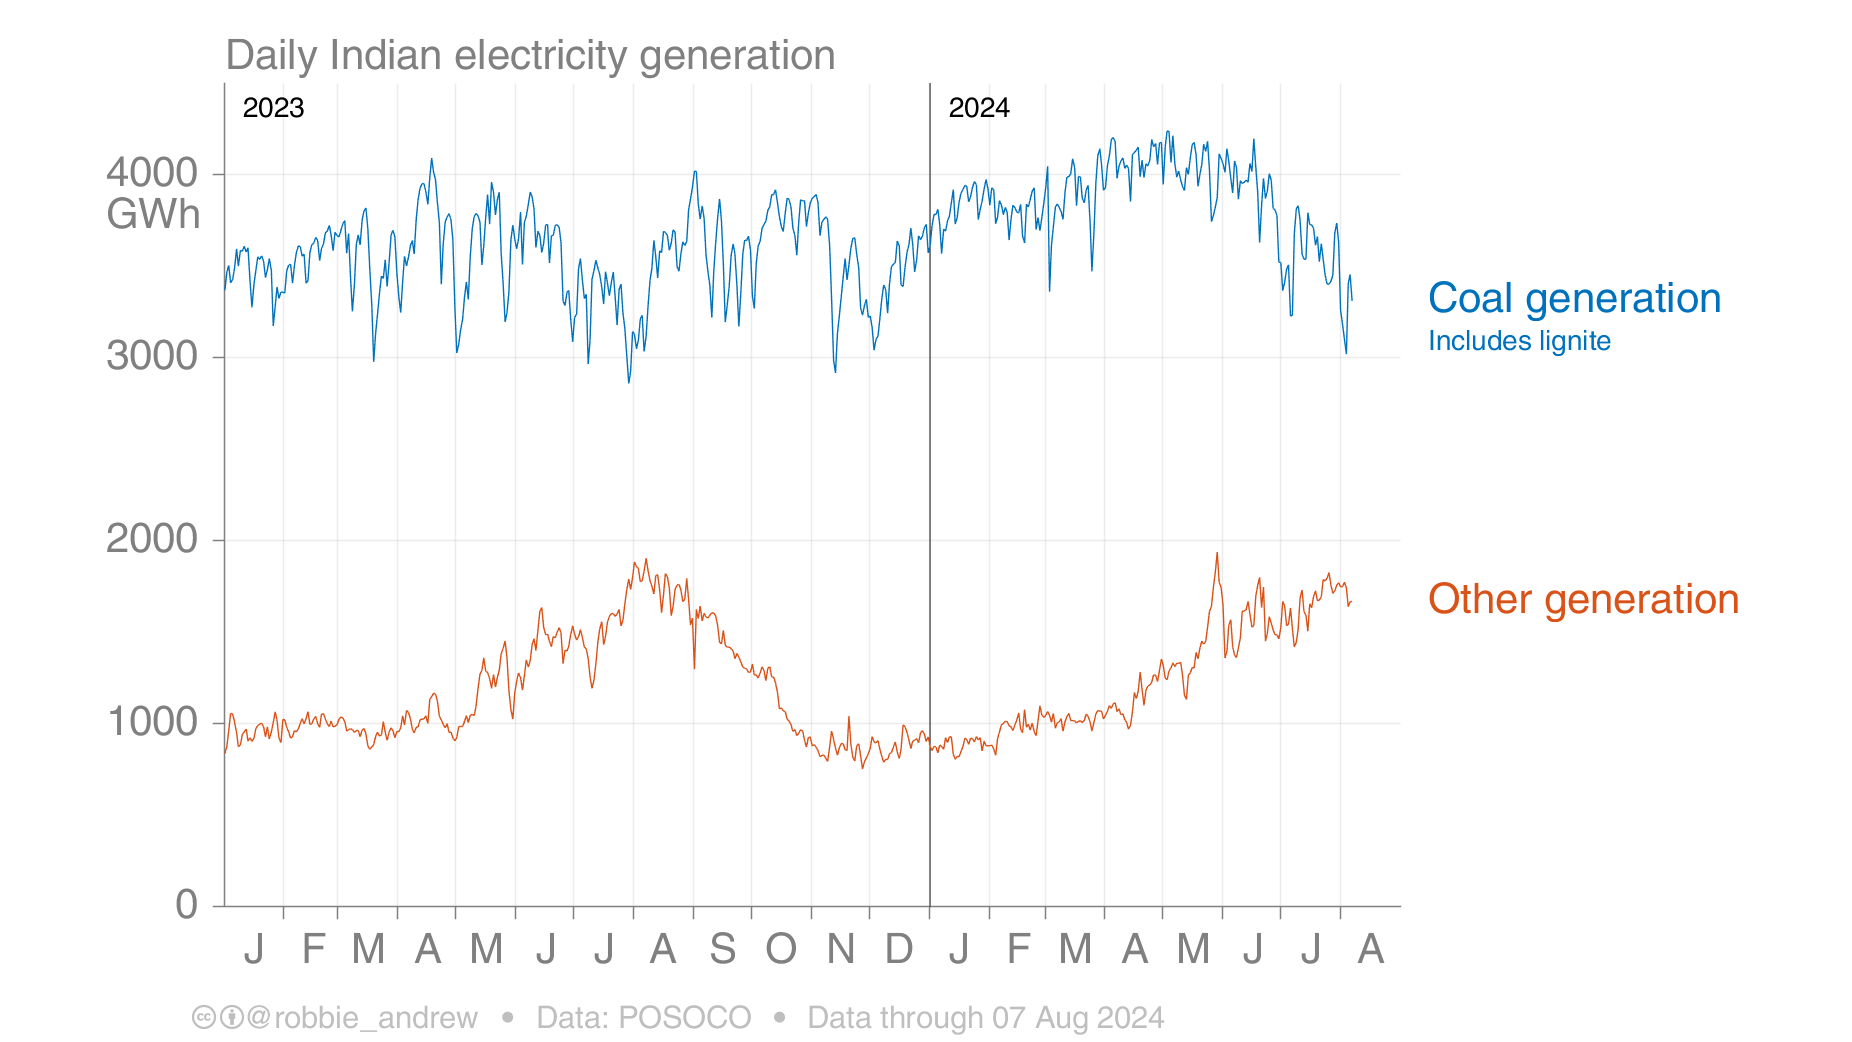 Daily Indian electricity generation
2023
2024
4000
GWh
3000
2000
1000
0
Coal generation
Includes lignite
Other generation
J F M A M J J A S O N D J F M A M J J A
@robbie_andrew • Data: POSOCO • Data through 07 Aug 2024